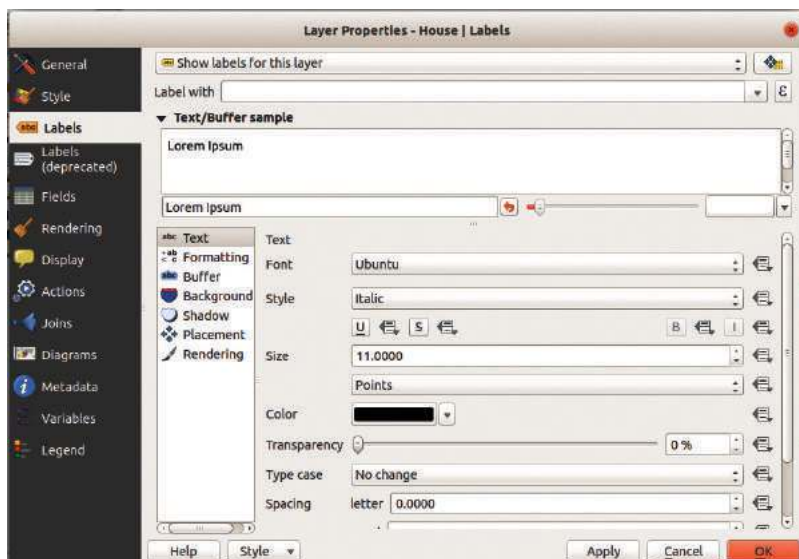 Layer Properties - House | Labels
General
Style
Labels
Labels
(deprecated)
Fields
Rendering
Display
Actions
Joins
Diagrams
Metadata
Variables
Legend
Show labels for this layer
Label with
ε
Text/Buffer sample
Lorem Ipsum
Lorem Ipsum
Text
Formatting
Buffer
Background
Shadow
Placement
Rendering
Text
Font Ubuntu
Style Italic
U S B I
Size 11.0000
Points
Color
Transparency 0 %
Type case No change
Spacing letter 0.0000
Help Style Apply Cancel OK